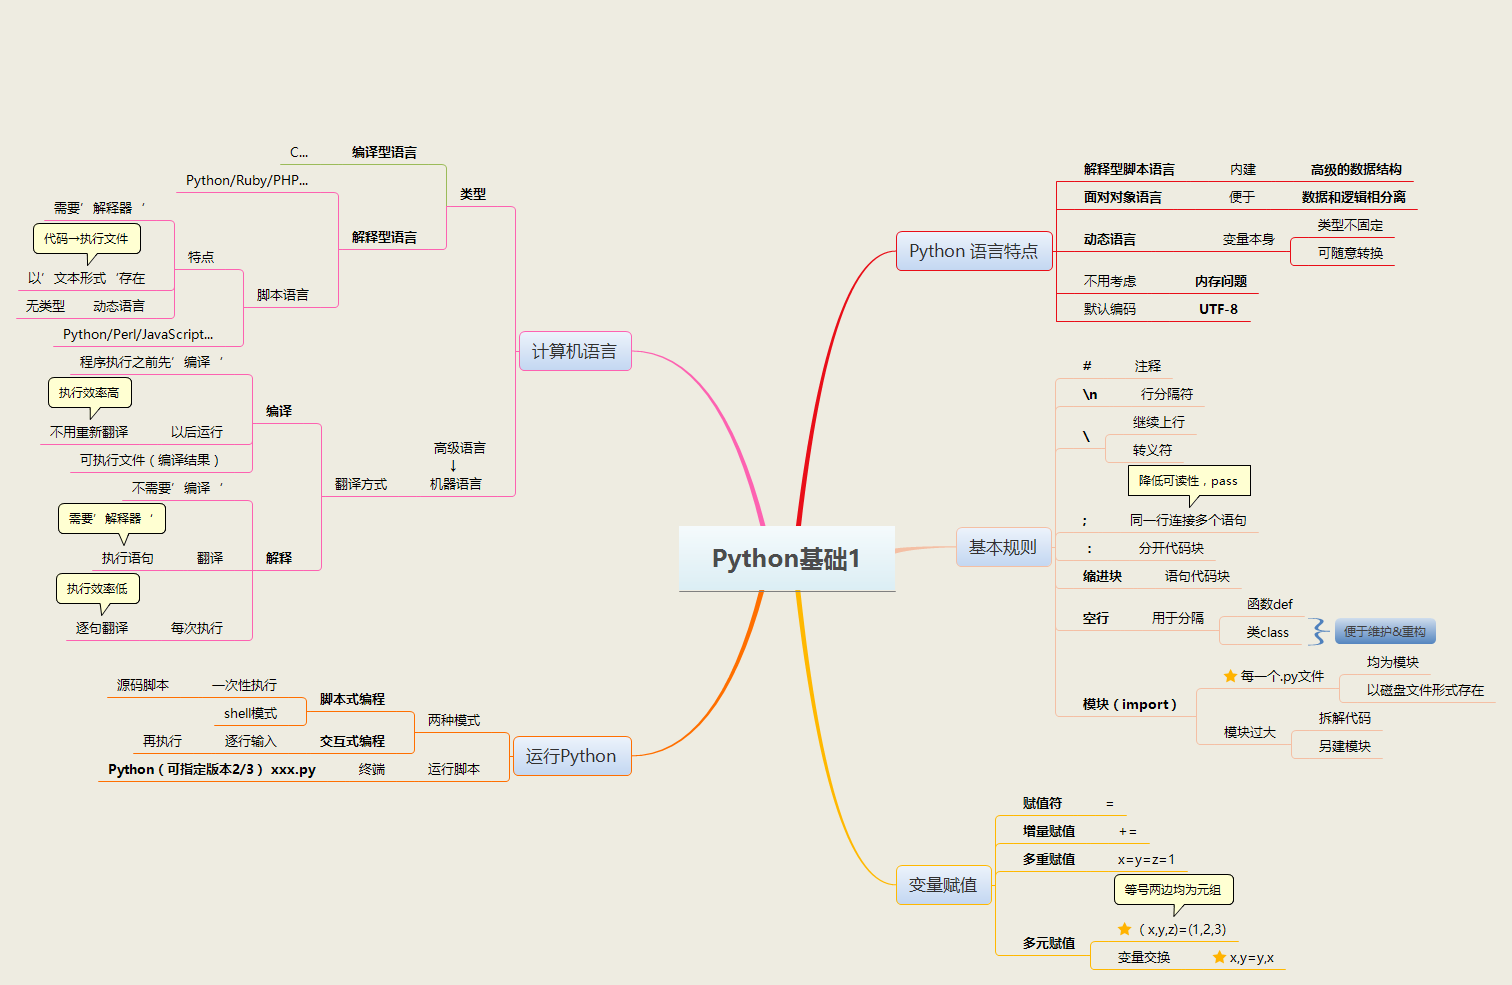 Python基础1
Python 语言特点
解释型脚本语言 内建 高级的数据结构
面对对象语言 便于 数据和逻辑相分离
动态语言 变量本身
类型不固定
可随意转换
不用考虑 内存问题
默认编码 UTF-8
基本规则
# 注释
\n 行分隔符
\
继续上行
转义符
降低可读性，pass
; 同一行连接多个语句
： 分开代码块
缩进块 语句代码块
空行 用于分隔
函数def
类class
便于维护&重构
模块（import）
每一个.py文件
均为模块
以磁盘文件形式存在
模块过大
拆解代码
另建模块
变量赋值
赋值符 =
增量赋值 +=
多重赋值 x=y=z=1
等号两边均为元组
多元赋值
（x,y,z)=(1,2,3)
变量交换 x,y=y,x
计算机语言
类型
C... 编译型语言
Python/Ruby/PHP...
解释型语言
脚本语言
特点
需要’解释器‘
代码→执行文件
以’文本形式‘存在
无类型 动态语言
Python/Perl/JavaScript...
高级语言
↓
翻译方式 机器语言
编译
程序执行之前先’编译‘
执行效率高
不用重新翻译 以后运行
可执行文件（编译结果）
解释
不需要’编译‘
需要’解释器‘
执行语句 翻译
执行效率低
逐句翻译 每次执行
运行Python
两种模式
脚本式编程
源码脚本 一次性执行
shell模式
再执行 逐行输入 交互式编程
Python（可指定版本2/3） xxx.py 终端 运行脚本